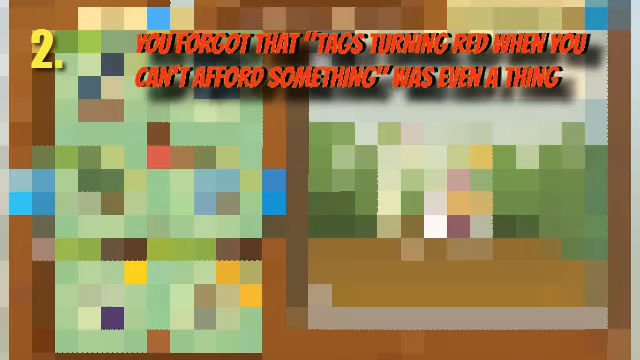 2.
YOU FORGOT THAT "TAGS TURNING RED WHEN YOU
CAN'T AFFORD SOMETHING" WAS EVEN A THING